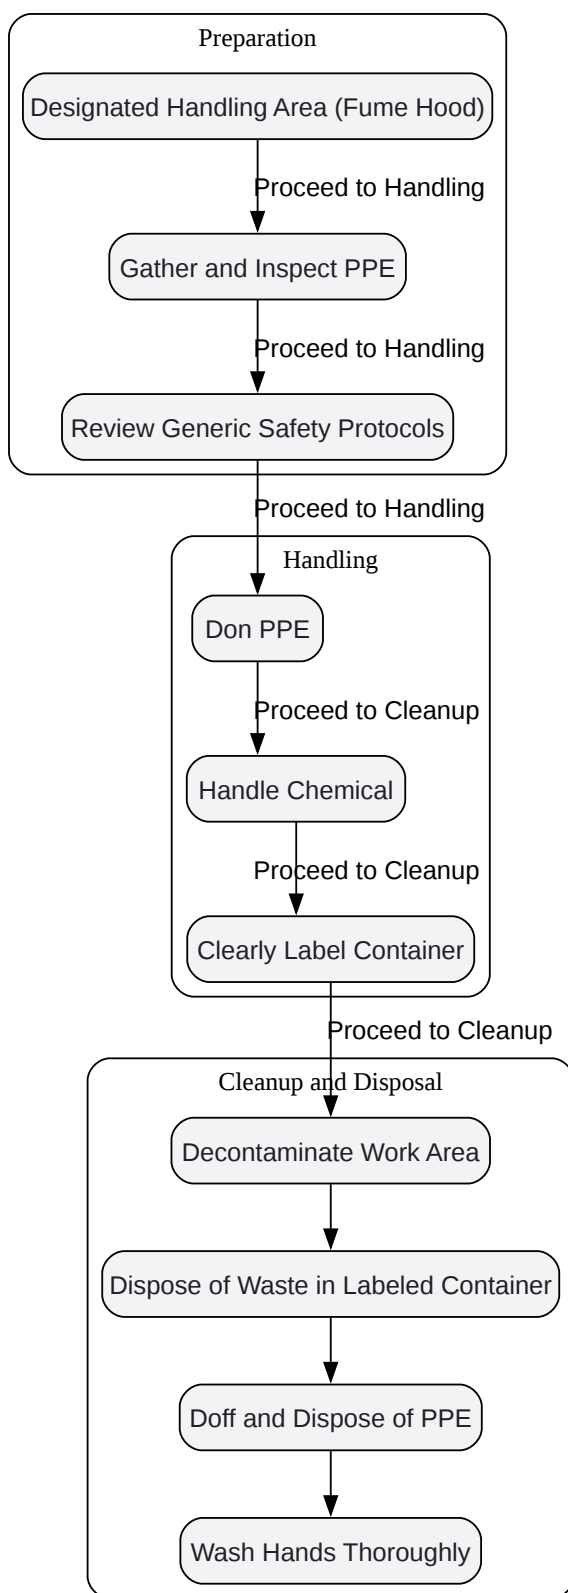 Preparation
Designated Handling Area (Fume Hood)
Proceed to Handling
Gather and Inspect PPE
Proceed to Handling
Review Generic Safety Protocols
Proceed to Handling
Handling
Don PPE
Proceed to Cleanup
Handle Chemical
Proceed to Cleanup
Clearly Label Container
Proceed to Cleanup
Cleanup and Disposal
Decontaminate Work Area
Dispose of Waste in Labeled Container
Doff and Dispose of PPE
Wash Hands Thoroughly